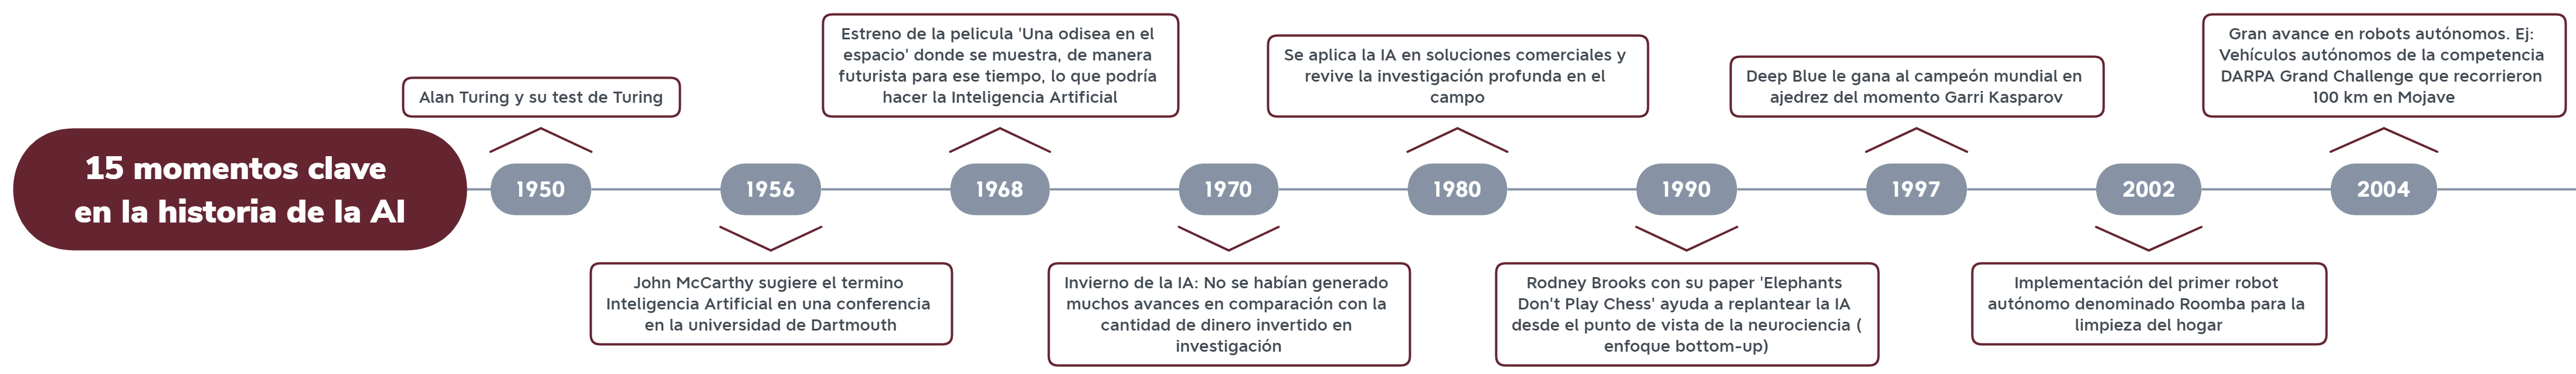 15 momentos clave
en la historia de la AI
1950
Alan Turing y su test de Turing
1956
John McCarthy sugiere el termino
Inteligencia Artificial en una conferencia
en la universidad de Dartmouth
1968
Estreno de la pelicula 'Una odisea en el
espacio' donde se muestra, de manera
futurista para ese tiempo, lo que podría
hacer la Inteligencia Artificial
1970
Invierno de la IA: No se habían generado
muchos avances en comparación con la
cantidad de dinero invertido en
investigación
1980
Se aplica la IA en soluciones comerciales y
revive la investigación profunda en el
campo
1990
Rodney Brooks con su paper 'Elephants
Don't Play Chess' ayuda a replantear la IA
desde el punto de vista de la neurociencia (
enfoque bottom-up)
1997
Deep Blue le gana al campeón mundial en
ajedrez del momento Garri Kasparov
2002
Implementación del primer robot
autónomo denominado Roomba para la
limpieza del hogar
2004
Gran avance en robots autónomos. Ej:
Vehículos autónomos de la competencia
DARPA Grand Challenge que recorrieron
100 km en Mojave